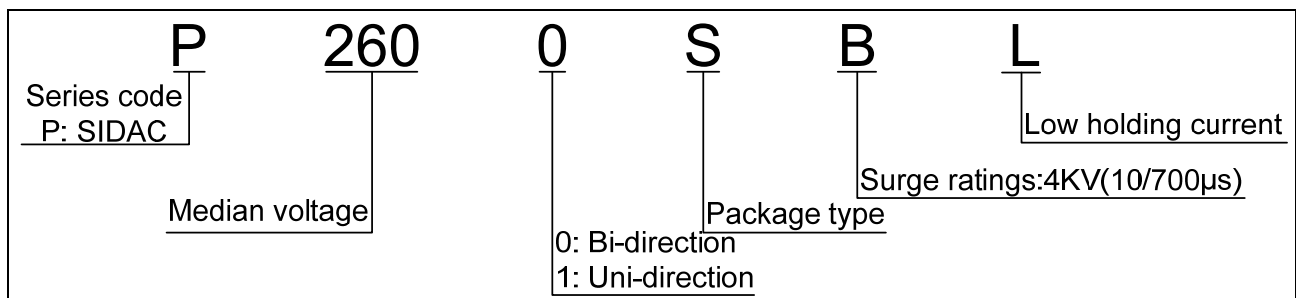 P 260 0 S B L
Series code
P: SIDAC
Low holding current
Surge ratings:4KV(10/700µs)
Median voltage
Package type
0: Bi-direction
1: Uni-direction